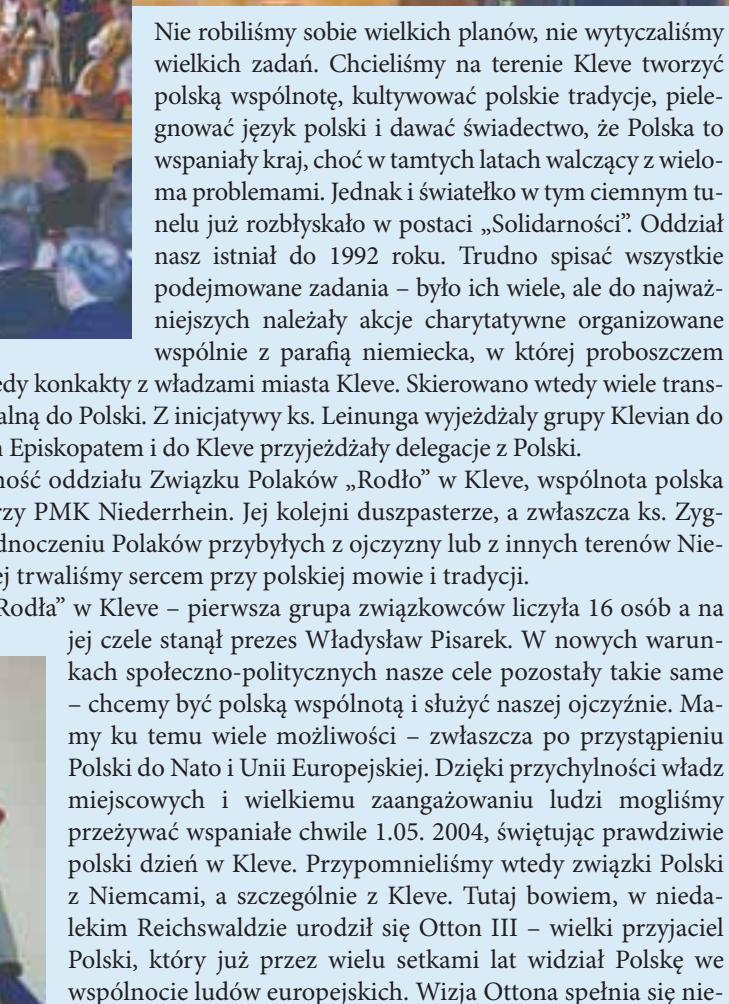 Nie robiliśmy sobie wielkich planów, nie wytyczaliśmy
wielkich zadań. Chcieliśmy na terenie Kleve tworzyć
polską wspólnotę, kultywować polskie tradycje, piele-
gnować język polski i dawać świadectwo, że Polska to
wspaniały kraj, choć w tamtych latach walczący z wielo-
ma problemami. Jednak i światełko w tym ciemnym tu-
nelu już rozbłyskało w postaci „Solidarności”. Oddział
nasz istniał do 1992 roku. Trudno spisać wszystkie
podejmowane zadania – było ich wiele, ale do najważ-
niejszych należały akcje charytatywne organizowane
wspólnie z parafią niemiecka, w której proboszczem
edy konkakty z władzami miasta Kleve. Skierowano wtedy wiele trans-
alną do Polski. Z inicjatywy ks. Leinunga wyjeżdżaly grupy Klevian do
Episkopatem i do Kleve przyjeżdżały delegacje z Polski.
ność oddziału Związku Polaków „Rodło” w Kleve, wspólnota polska
rzy PMK Niederrhein. Jej kolejni duszpasterze, a zwłaszcza ks. Zyg-
dnoczeniu Polaków przybyłych z ojczyzny lub z innych terenów Nie-
ej trwaliśmy sercem przy polskiej mowie i tradycji.
Rodła” w Kleve – pierwsza grupa związkowców liczyła 16 osób a na
jej czele stanął prezes Władysław Pisarek. W nowych warun-
kach społeczno-politycznych nasze cele pozostały takie same
– chcemy być polską wspólnotą i służyć naszej ojczyźnie. Ma-
my ku temu wiele możliwości – zwłaszcza po przystąpieniu
Polski do Nato i Unii Europejskiej. Dzięki przychylności władz
miejscowych i wielkiemu zaangażowaniu ludzi mogliśmy
przeżywać wspaniałe chwile 1.05. 2004, świętując prawdziwie
polski dzień w Kleve. Przypomnieliśmy wtedy związki Polski
z Niemcami, a szczególnie z Kleve. Tutaj bowiem, w nieda-
lekim Reichswaldzie urodził się Otton III – wielki przyjaciel
Polski, który już przez wielu setkami lat widział Polskę we
wspólnocie ludów europejskich. Wizja Ottona spełnia się nie-